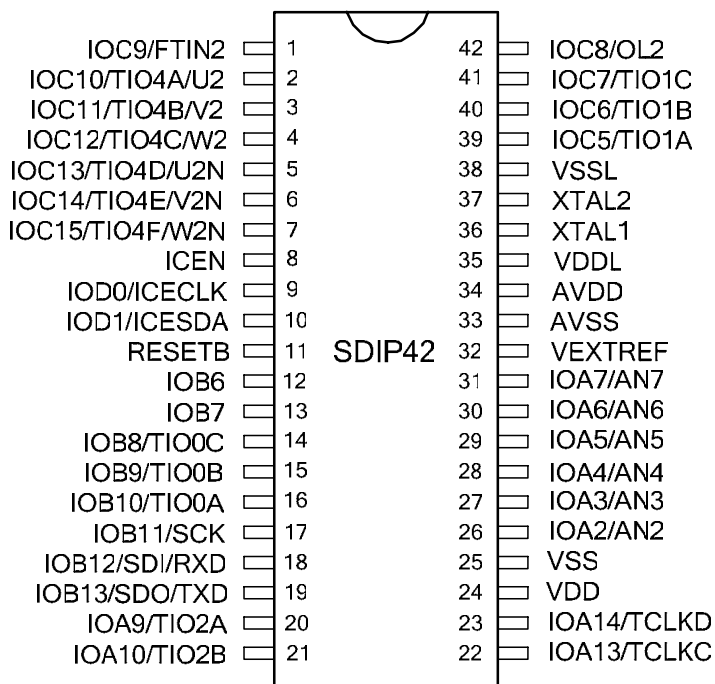 IOC9/FTIN2 1 42 IOC8/OL2
IOC10/TIO4A/U2 2 41 IOC7/TIO1C
IOC11/TIO4B/V2 3 40 IOC6/TIO1B
IOC12/TIO4C/W2 4 39 IOC5/TIO1A
IOC13/TIO4D/U2N 5 38 VSSL
IOC14/TIO4E/V2N 6 37 XTAL2
IOC15/TIO4F/W2N 7 36 XTAL1
ICEN 8 35 VDDL
IOD0/ICECLK 9 34 AVDD
IOD1/ICESDA 10 33 AVSS
RESETB 11 SDIP42 32 VEXTREF
IOB6 12 31 IOA7/AN7
IOB7 13 30 IOA6/AN6
IOB8/TIO0C 14 29 IOA5/AN5
IOB9/TIO0B 15 28 IOA4/AN4
IOB10/TIO0A 16 27 IOA3/AN3
IOB11/SCK 17 26 IOA2/AN2
IOB12/SDI/RXD 18 25 VSS
IOB13/SDO/TXD 19 24 VDD
IOA9/TIO2A 20 23 IOA14/TCLKD
IOA10/TIO2B 21 22 IOA13/TCLKC